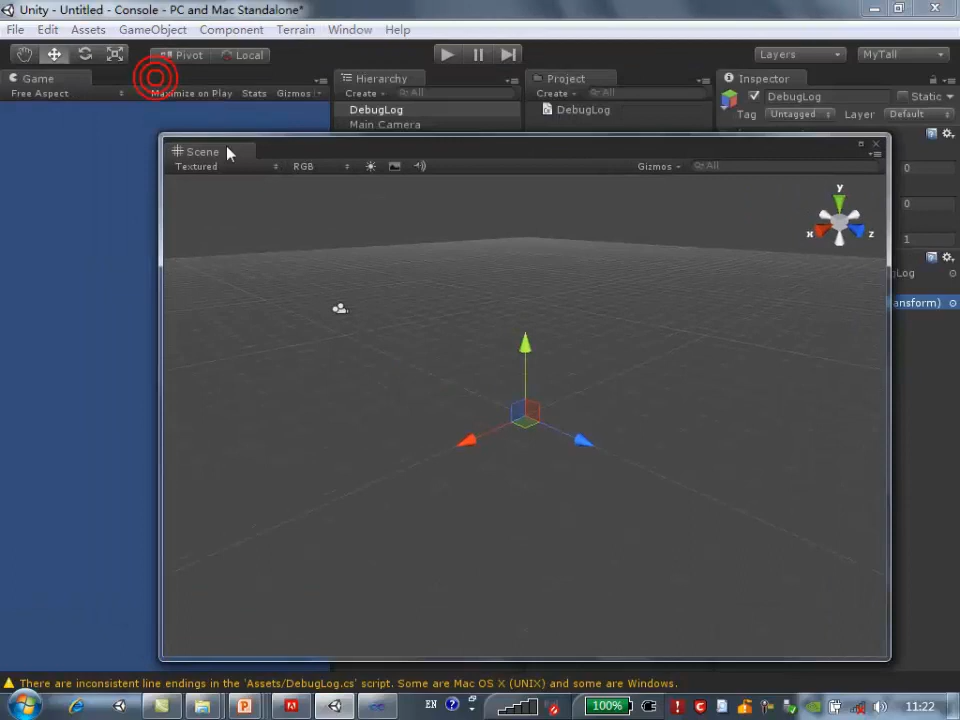 Unity - Untitled - Console - PC and Mac Standalone*
File Edit Assets GameObject Component Terrain Window Help
Pivot Local Layers MyTall
Game Hierarchy Project Inspector
Free Aspect Maximize on Play Stats Gizmos Create All Create All DebugLog Static
DebugLog DebugLog Tag Untagged Layer Default
Main Camera
Scene
Textured RGB Gizmos All
0
y
x z
0
1
Log
ansform)
There are inconsistent line endings in the 'Assets/DebugLog.cs' script. Some are Mac OS X (UNIX) and some are Windows.
EN 100% 11:22